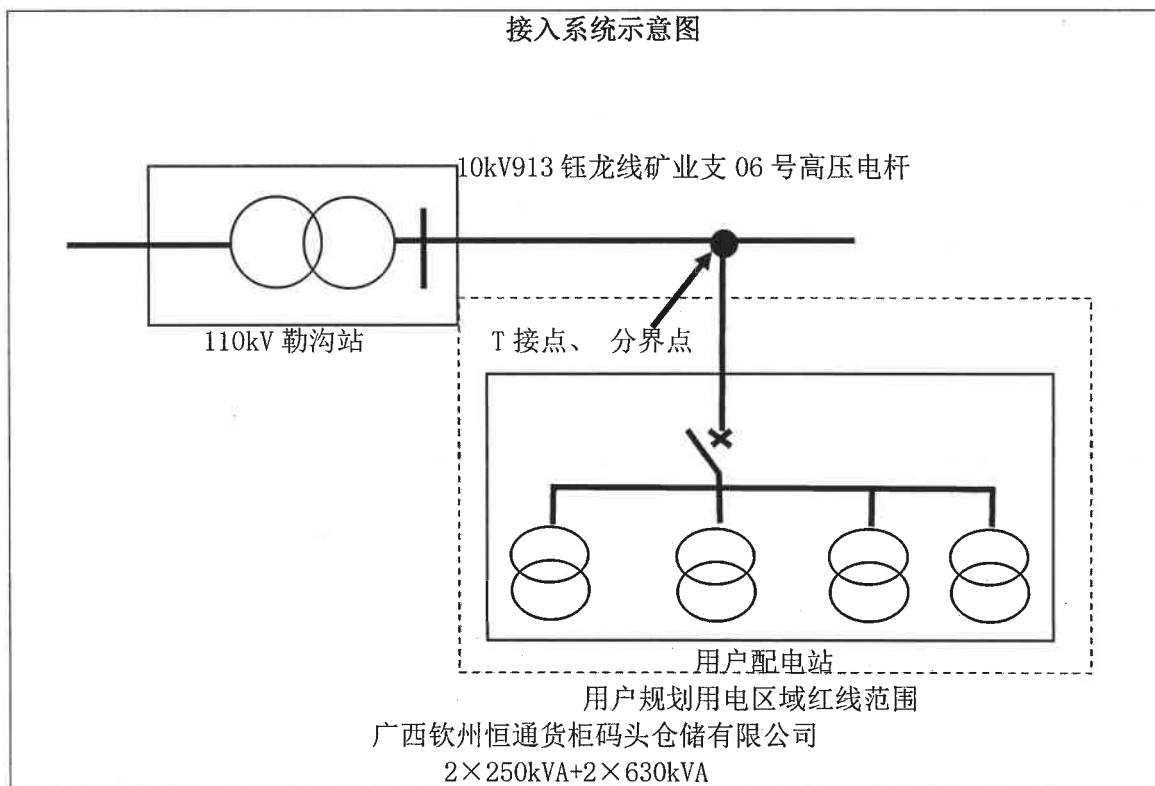 接入系统示意图
10kV913 钰龙线矿业支 06 号高压电杆
110kV 勒沟站
T 接点、 分界点
用户配电站
用户规划用电区域红线范围
广西钦州恒通货柜码头仓储有限公司
2×250kVA+2×630kVA